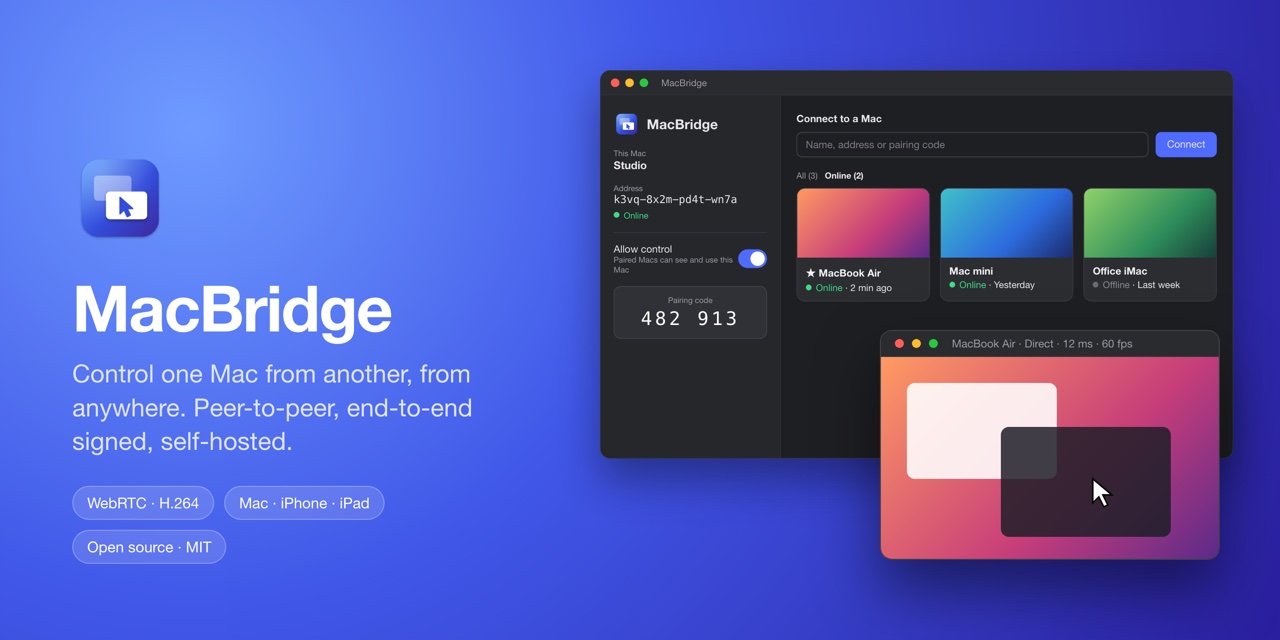 MacBridge
Control one Mac from another, from
anywhere. Peer-to-peer, end-to-end
signed, self-hosted.
WebRTC · H.264
Mac · iPhone · iPad
Open source · MIT
MacBridge
MacBridge
This Mac
Studio
Address
k3vq-8x2m-pd4t-wn7a
Online
Allow control
Paired Macs can see and use this
Mac
Pairing code
482 913
Connect to a Mac
Name, address or pairing code
Connect
All (3) Online (2)
★ MacBook Air
Online · 2 min ago
Mac mini
Online · Yesterday
Office iMac
Offline · Last week
MacBook Air · Direct · 12 ms · 60 fps